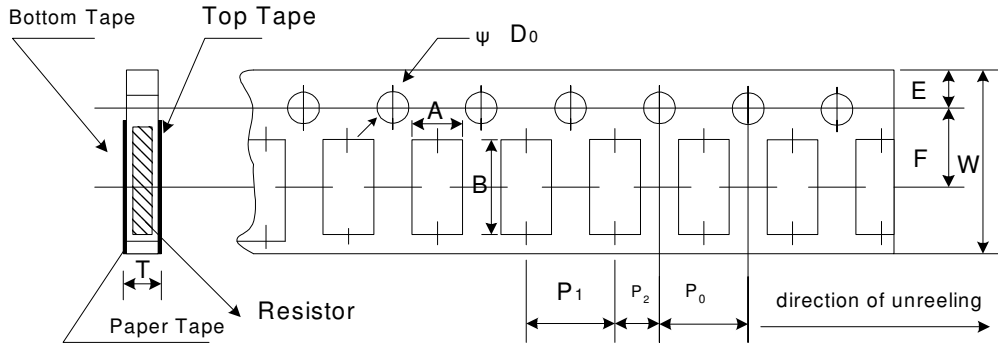 Bottom Tape
Top Tape
ψ D0
E
A
F
W
B
T
P1
P2
P0
direction of unreeling
Resistor
Paper Tape